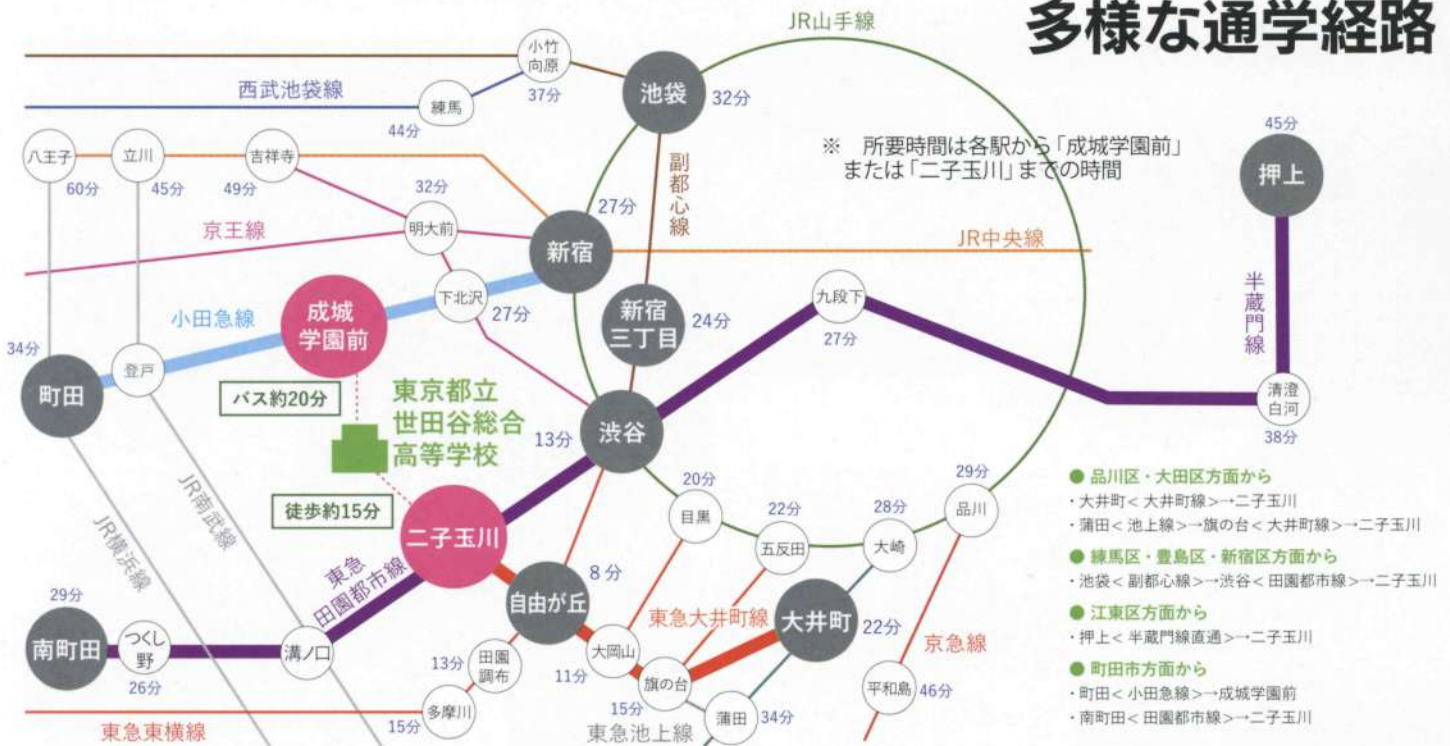 多様な通学経路
JR山手線
小竹
向原
37分
池袋
32分
西武池袋線
練馬
44分
※　所要時間は各駅から「成城学園前」
または「二子玉川」までの時間
45分
押上
八王子
60分
立川
45分
吉祥寺
49分
副都心線
32分
明大前
27分
新宿
京王線
JR中央線
半蔵門線
小田急線
成城
学園前
下北沢
27分
新宿
三丁目
24分
九段下
27分
34分
町田
登戸
清澄
白河
38分
バス約20分
東京都立
世田谷総合
高等学校
13分
渋谷
徒歩約15分
二子玉川
JR南武線
JR横浜線
東急
田園都市線
20分
目黒
22分
五反田
28分
大崎
29分
品川
8分
自由が丘
東急大井町線
大井町
22分
京急線
29分
南町田
つくし
野
26分
溝ノ口
13分
田園
調布
11分
大岡山
15分
旗の台
平和島
46分
15分
多摩川
蒲田
34分
東急東横線
東急池上線
● 品川区・大田区方面から
・大井町< 大井町線>→二子玉川
・蒲田< 池上線>→旗の台< 大井町線>→二子玉川
● 練馬区・豊島区・新宿区方面から
・池袋< 副都心線>→渋谷< 田園都市線>→二子玉川
● 江東区方面から
・押上< 半蔵門線直通>→二子玉川
● 町田市方面から
・町田< 小田急線>→成城学園前
・南町田< 田園都市線>→二子玉川